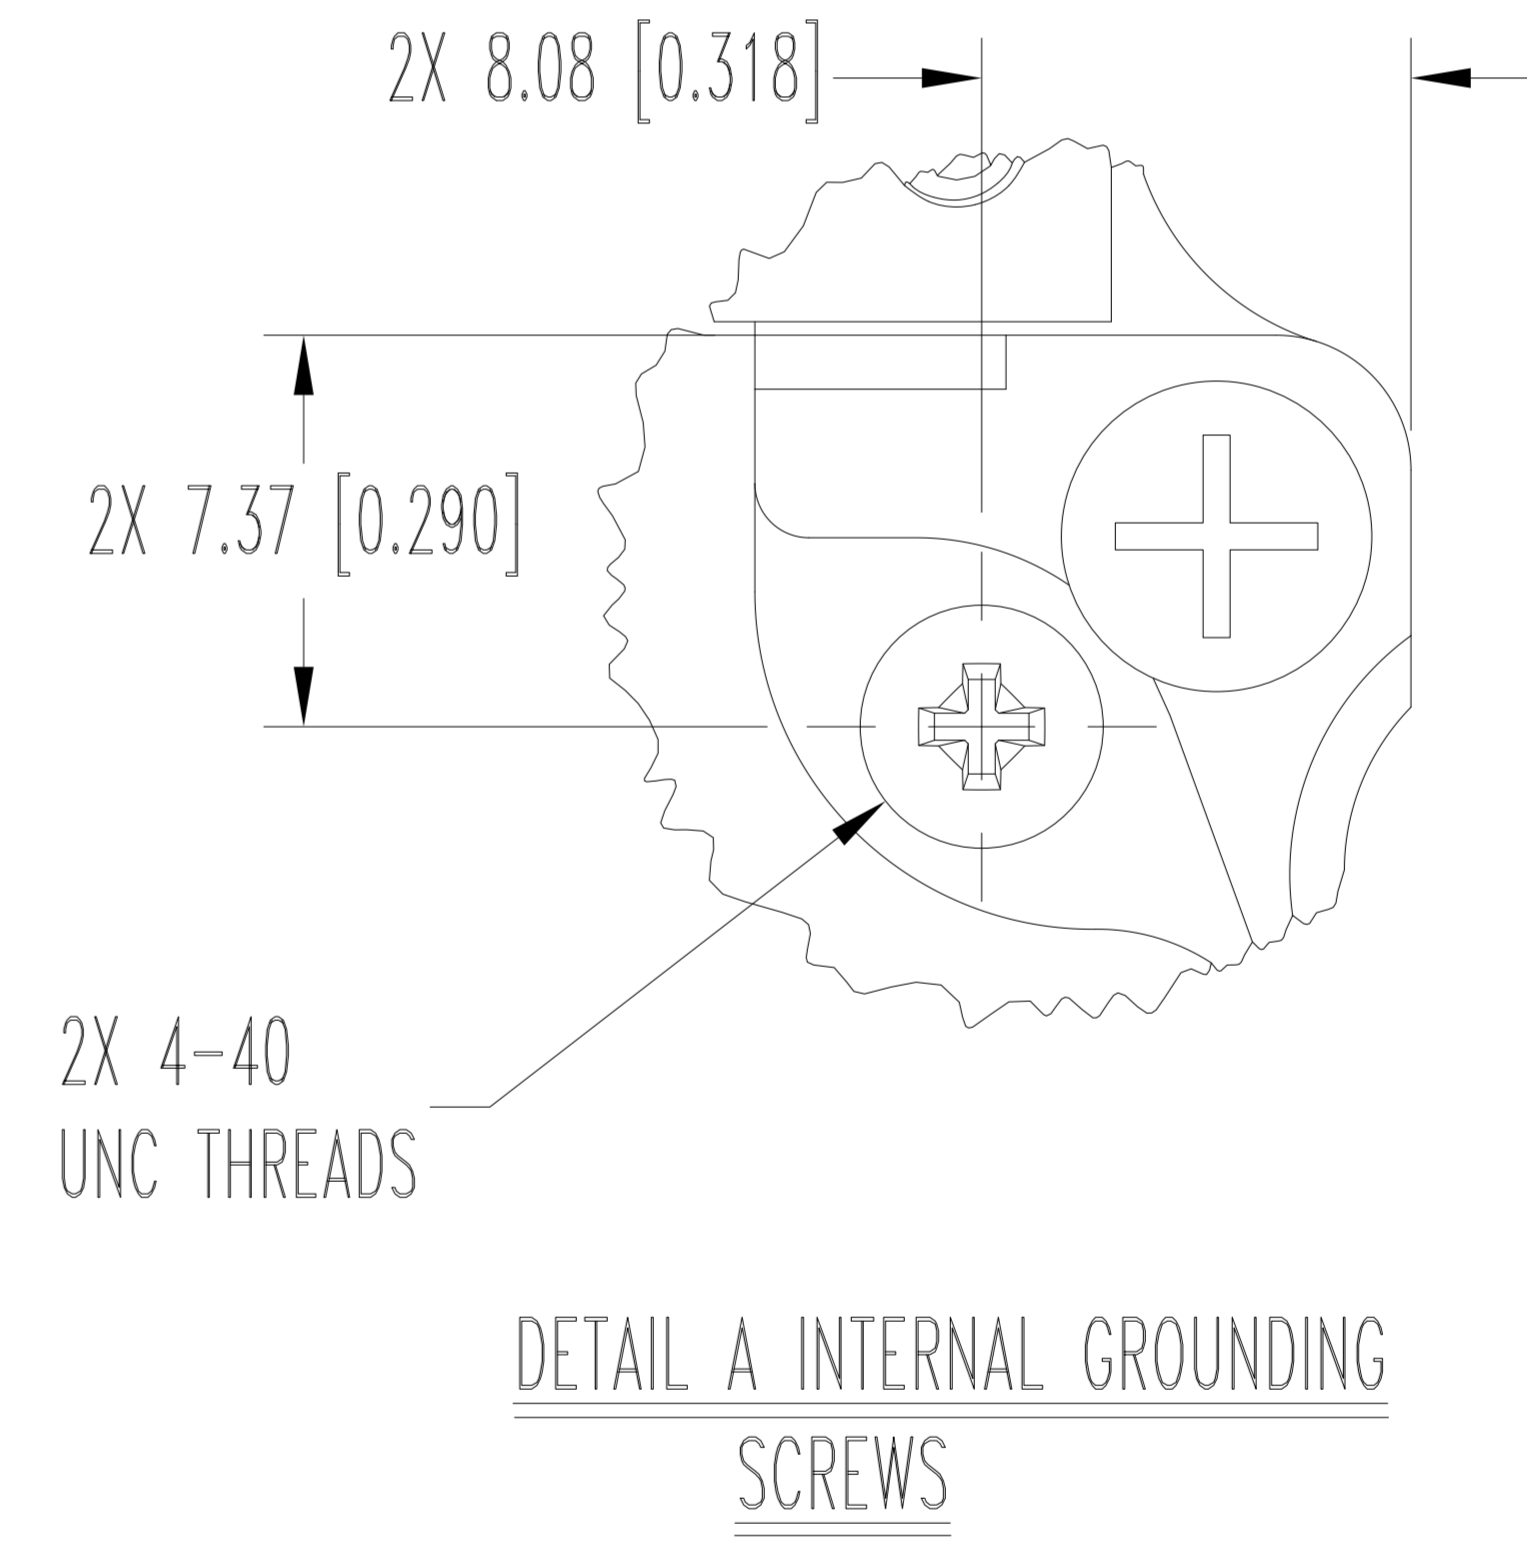 2X 8.08 [0.318]
2X 7.37 [0.290]
2X 4-40
UNC THREADS
DETAIL A INTERNAL GROUNDING
SCREWS